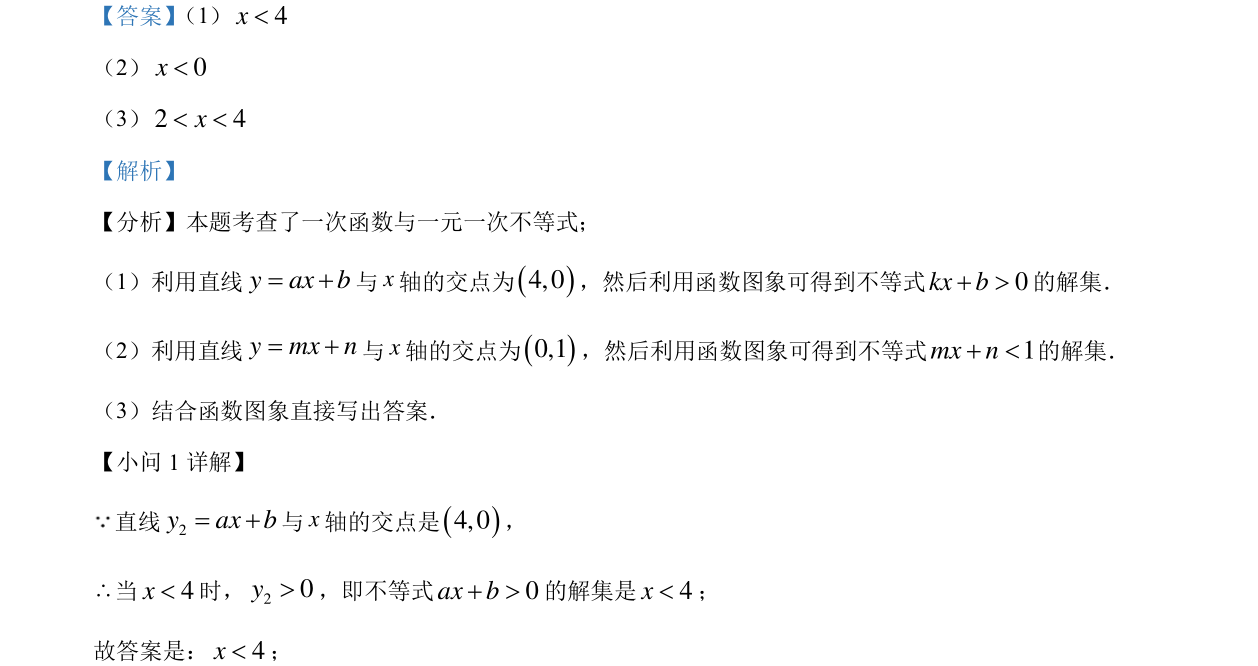 【答案】（1）x<4
（2）x<0
（3）2<x<4
【解析】
【分析】本题考查了一次函数与一元一次不等式；
（1）利用直线 y=ax+b 与 x 轴的交点为(4,0)，然后利用函数图象可得到不等式 kx+b>0 的解集．
（2）利用直线 y=mx+n 与 x 轴的交点为(0,1)，然后利用函数图象可得到不等式 mx+n<1 的解集．
（3）结合函数图象直接写出答案．
【小问 1 详解】
∵直线 y₂=ax+b 与 x 轴的交点是(4,0)，
∴当 x<4 时，y₂>0，即不等式 ax+b>0 的解集是 x<4；
故答案是：x<4；